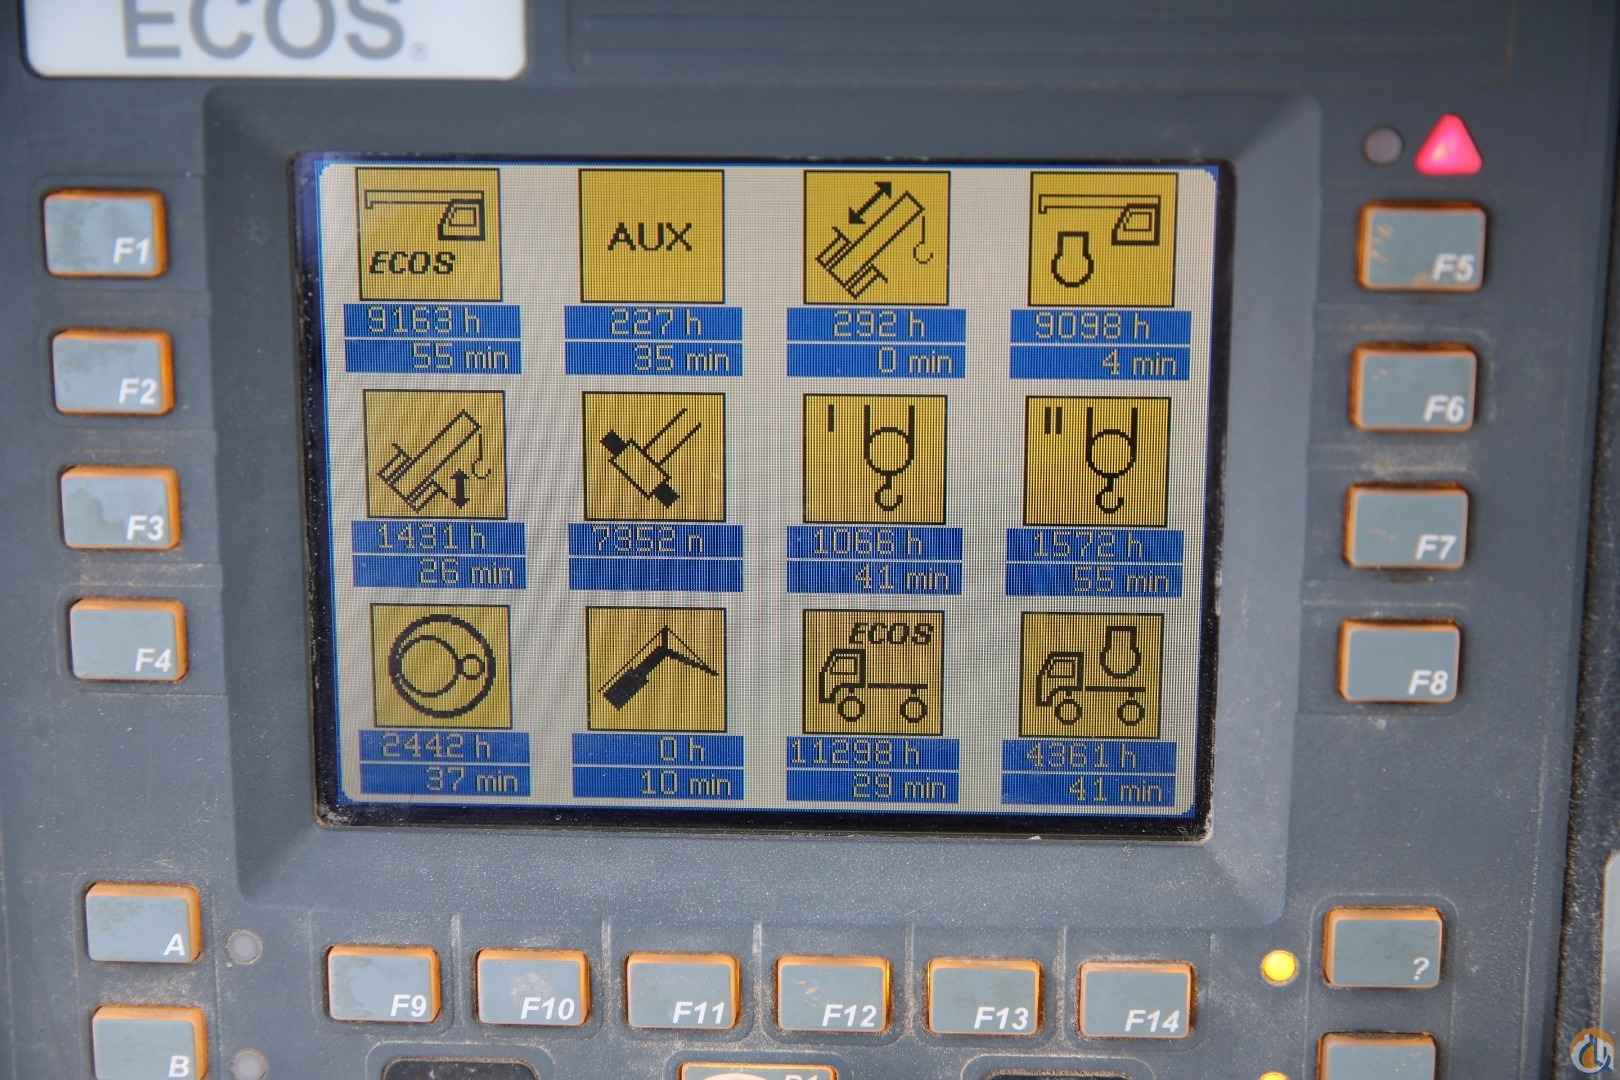 ECOS®
F1
F2
F3
F4
F5
F6
F7
F8
ECOS
AUX
9163 h
55 min
227 h
35 min
292 h
0 min
9098 h
4 min
I
II
1431 h
26 min
7352 h
1066 h
41 min
1572 h
55 min
ECOS
2442 h
37 min
0 h
10 min
11298 h
29 min
4361 h
41 min
A
B
F9
F10
F11
F12
F13
F14
?